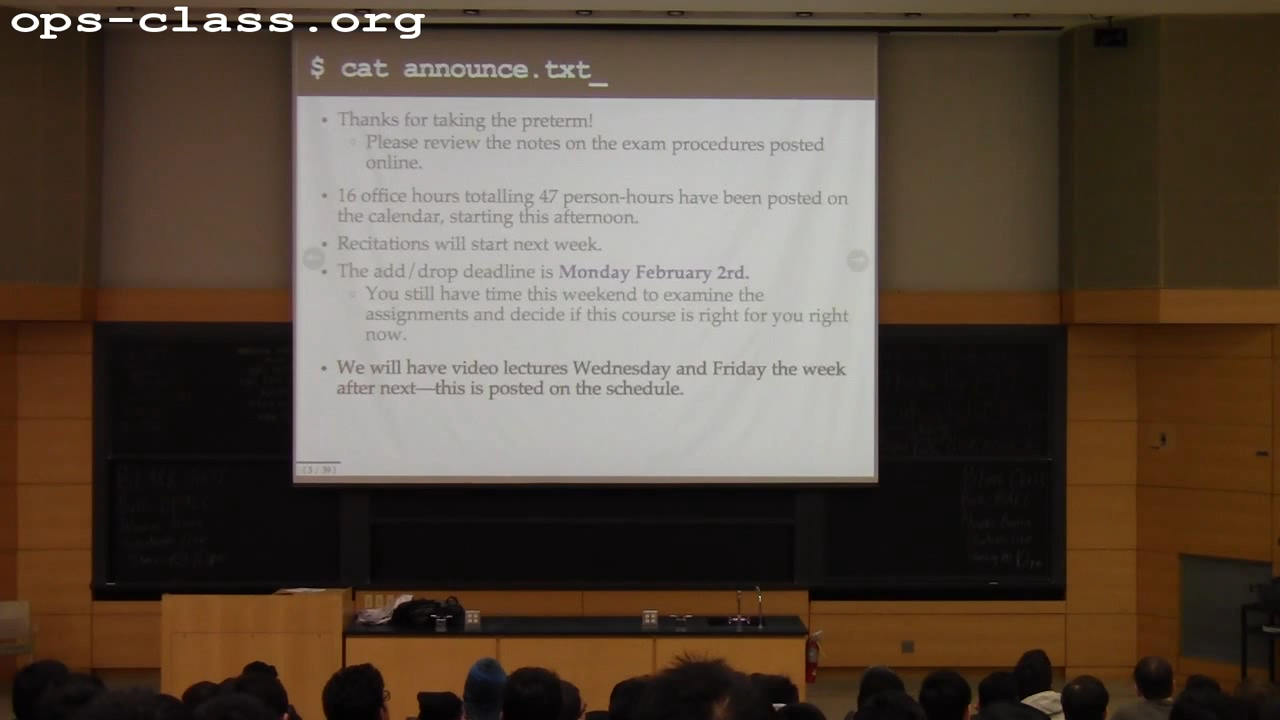 ops-class.org
$ cat announce.txt_
• Thanks for taking the preterm!
◦ Please review the notes on the exam procedures posted
online.
• 16 office hours totalling 47 person-hours have been posted on
the calendar, starting this afternoon.
• Recitations will start next week.
• The add/drop deadline is Monday February 2rd.
◦ You still have time this weekend to examine the
assignments and decide if this course is right for you right
now.
• We will have video lectures Wednesday and Friday the week
after next—this is posted on the schedule.
(3 / 39)